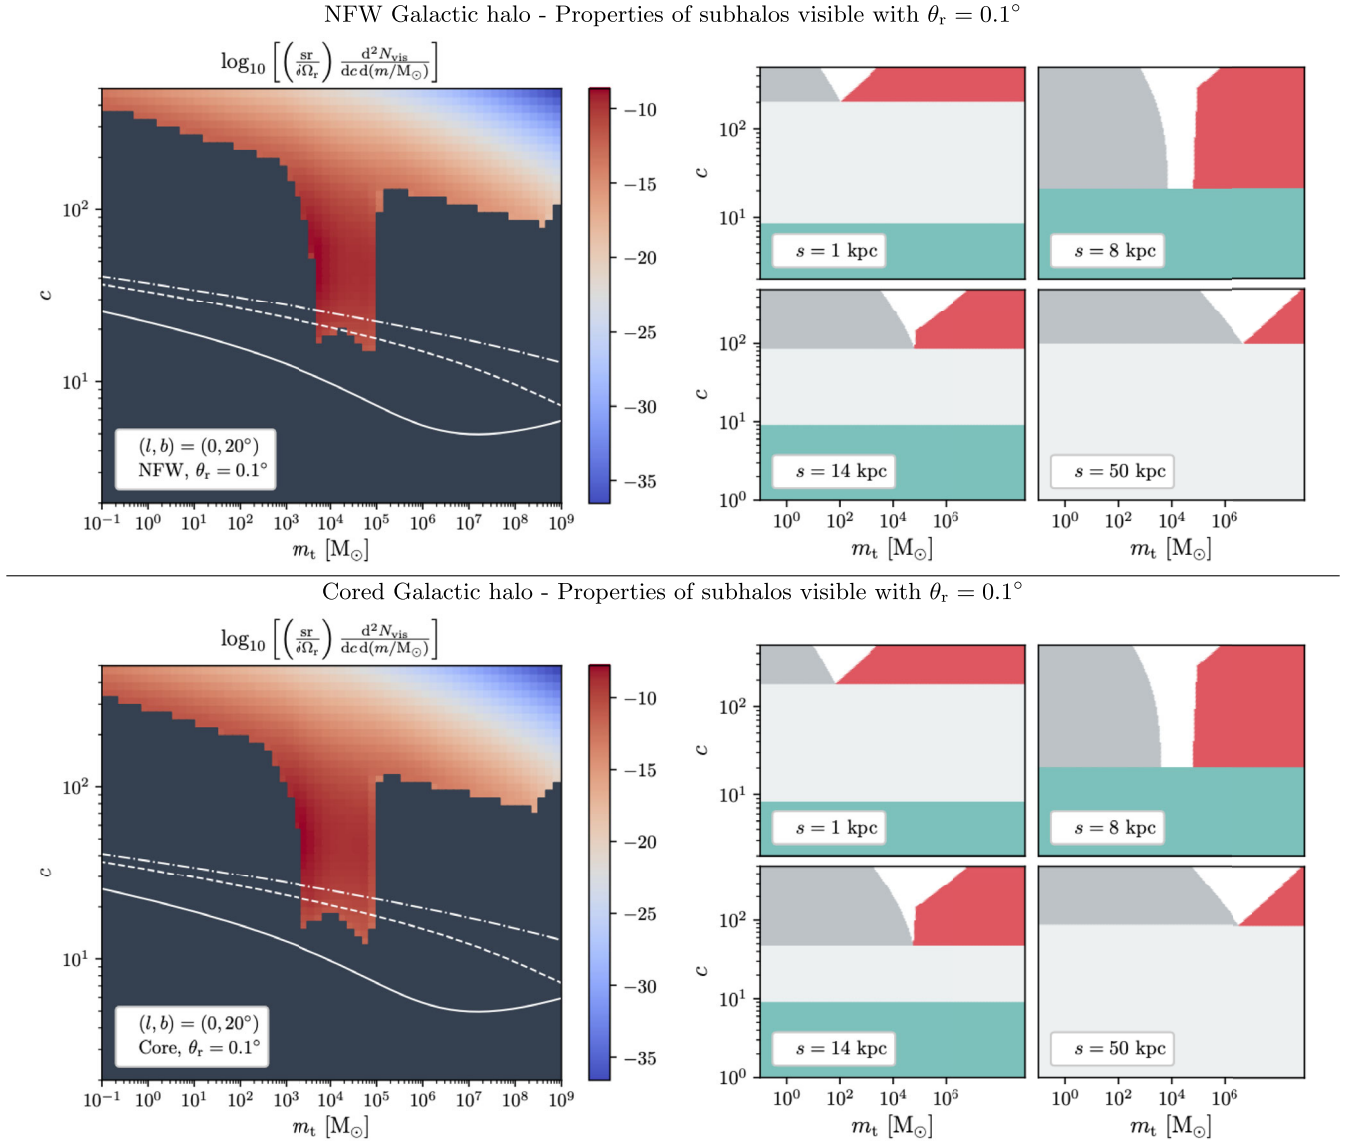 NFW Galactic halo - Properties of subhalos visible with θr = 0.1°
log10 [ ( sr / δΩr ) d²Nvis / dc d(m/M⊙) ]
−10
−15
−20
−25
−30
−35
10²
10¹
c
(l, b) = (0, 20°)
NFW, θr = 0.1°
10⁻¹ 10⁰ 10¹ 10² 10³ 10⁴ 10⁵ 10⁶ 10⁷ 10⁸ 10⁹
mt [M⊙]
10²
c
10¹
s = 1 kpc
s = 8 kpc
10²
c
10¹
10⁰
s = 14 kpc
s = 50 kpc
10⁰ 10² 10⁴ 10⁶
10⁰ 10² 10⁴ 10⁶
mt [M⊙]
mt [M⊙]
Cored Galactic halo - Properties of subhalos visible with θr = 0.1°
log10 [ ( sr / δΩr ) d²Nvis / dc d(m/M⊙) ]
−10
−15
−20
−25
−30
−35
10²
10¹
c
(l, b) = (0, 20°)
Core, θr = 0.1°
10⁻¹ 10⁰ 10¹ 10² 10³ 10⁴ 10⁵ 10⁶ 10⁷ 10⁸ 10⁹
mt [M⊙]
10²
c
10¹
s = 1 kpc
s = 8 kpc
10²
c
10¹
10⁰
s = 14 kpc
s = 50 kpc
10⁰ 10² 10⁴ 10⁶
10⁰ 10² 10⁴ 10⁶
mt [M⊙]
mt [M⊙]